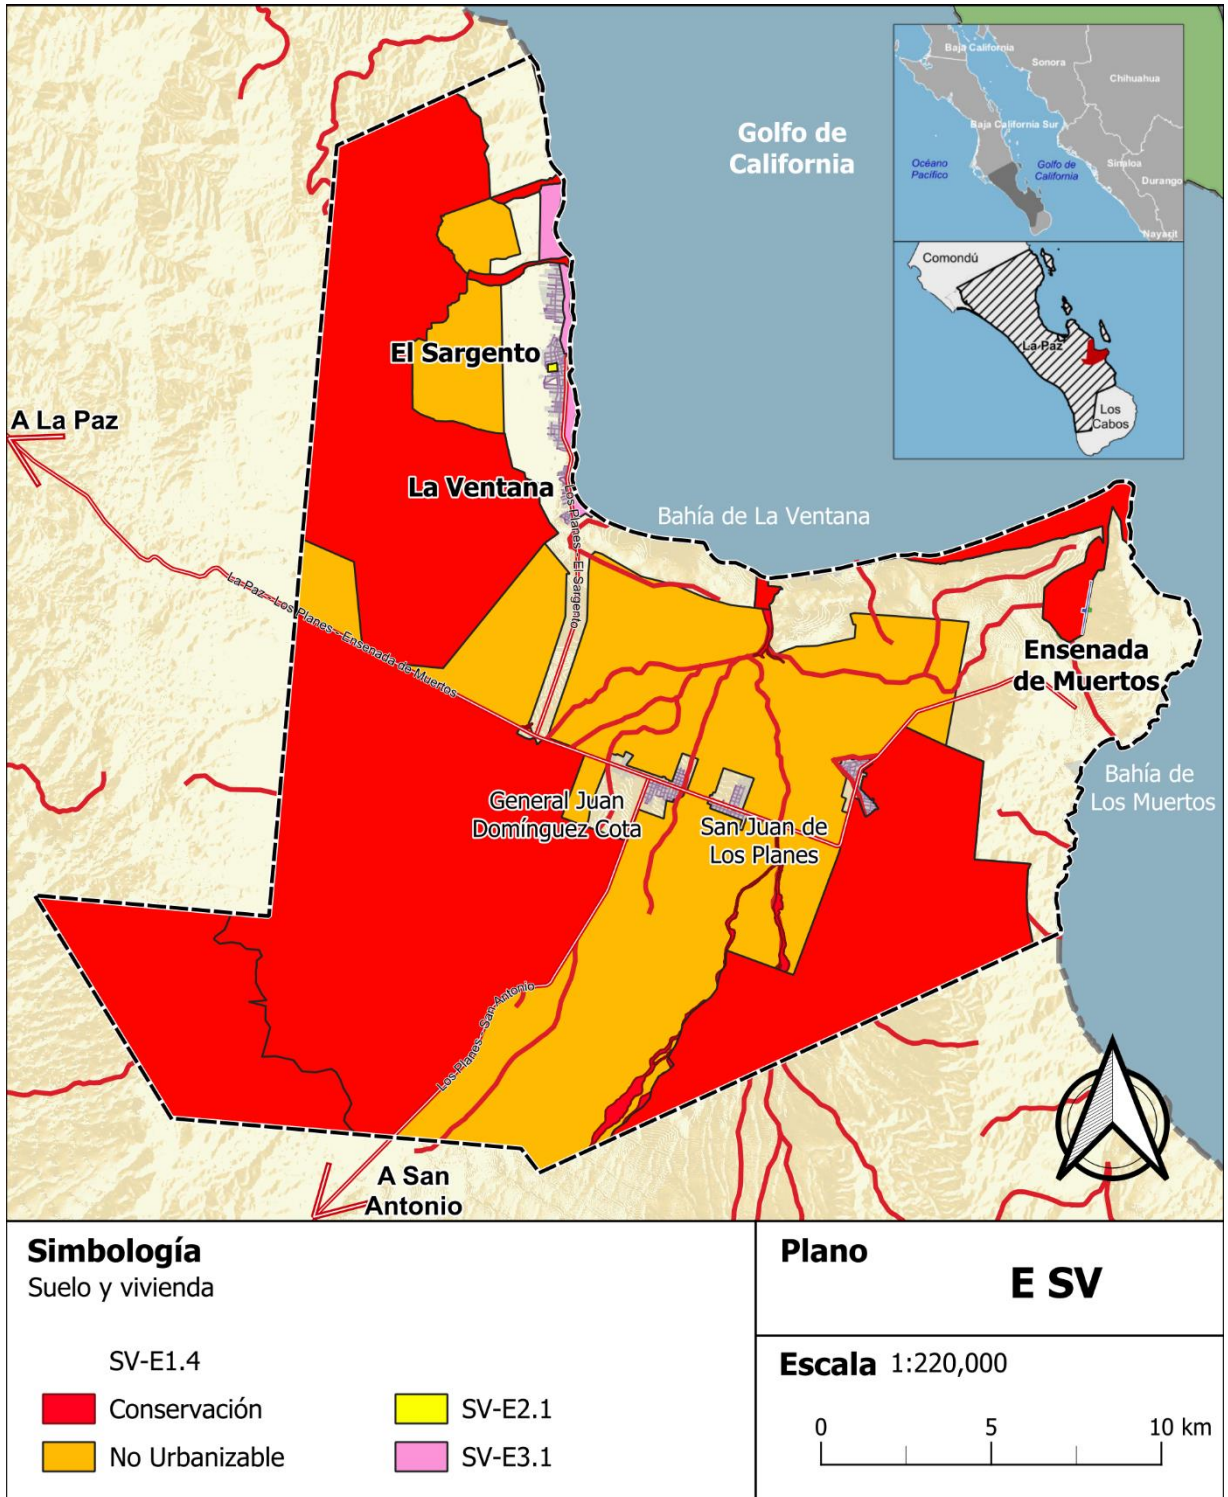 Golfo de
California
Baja California
Sonora
Chihuahua
Baja California Sur
Océano
Pacífico
Golfo de
California
Sinaloa
Durango
Nayarit
Comondú
La Paz
Los
Cabos
El Sargento
A La Paz
La Ventana
Bahía de La Ventana
Los Planes - El Sargento
La Paz - Los Planes - Ensenada de Muertos
Ensenada
de Muertos
Bahía de
Los Muertos
General Juan
Domínguez Cota
San Juan de
Los Planes
Los Planes - San Antonio
A San
Antonio
Simbología
Suelo y vivienda
SV-E1.4
Conservación
No Urbanizable
SV-E2.1
SV-E3.1
Plano
E SV
Escala 1:220,000
0 5 10 km